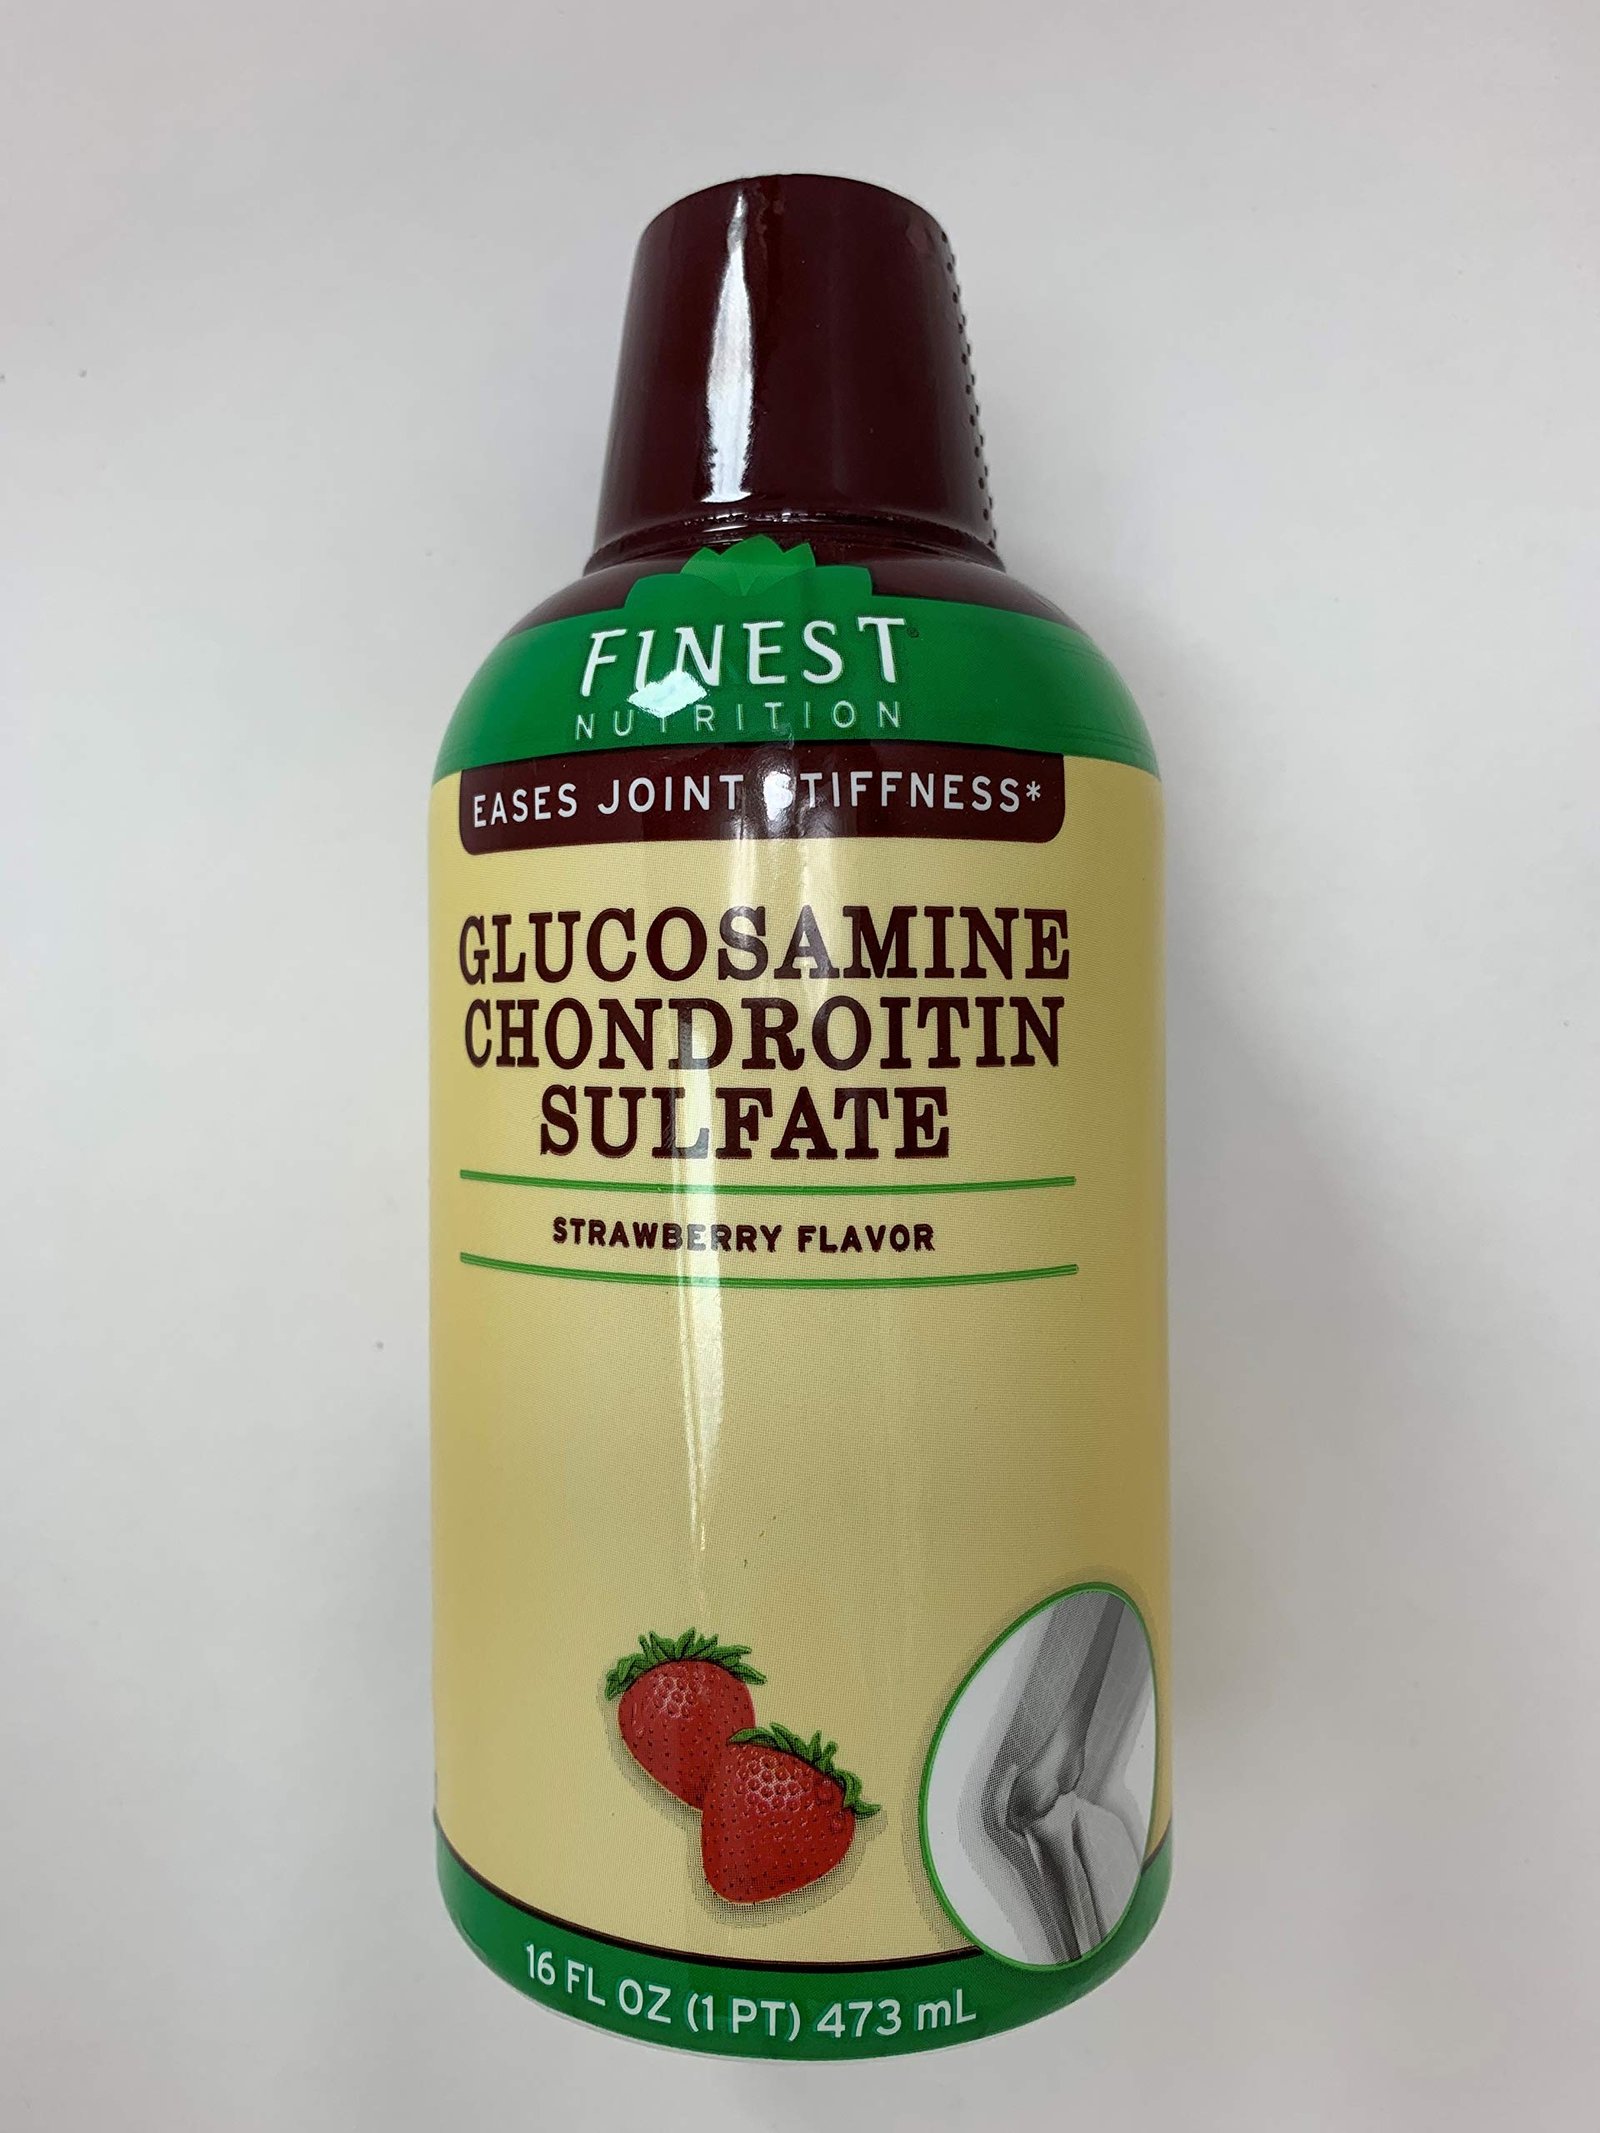 FINEST®
NUTRITION
EASES JOINT STIFFNESS*
GLUCOSAMINE
CHONDROITIN
SULFATE
STRAWBERRY FLAVOR
16 FL OZ (1 PT) 473 mL